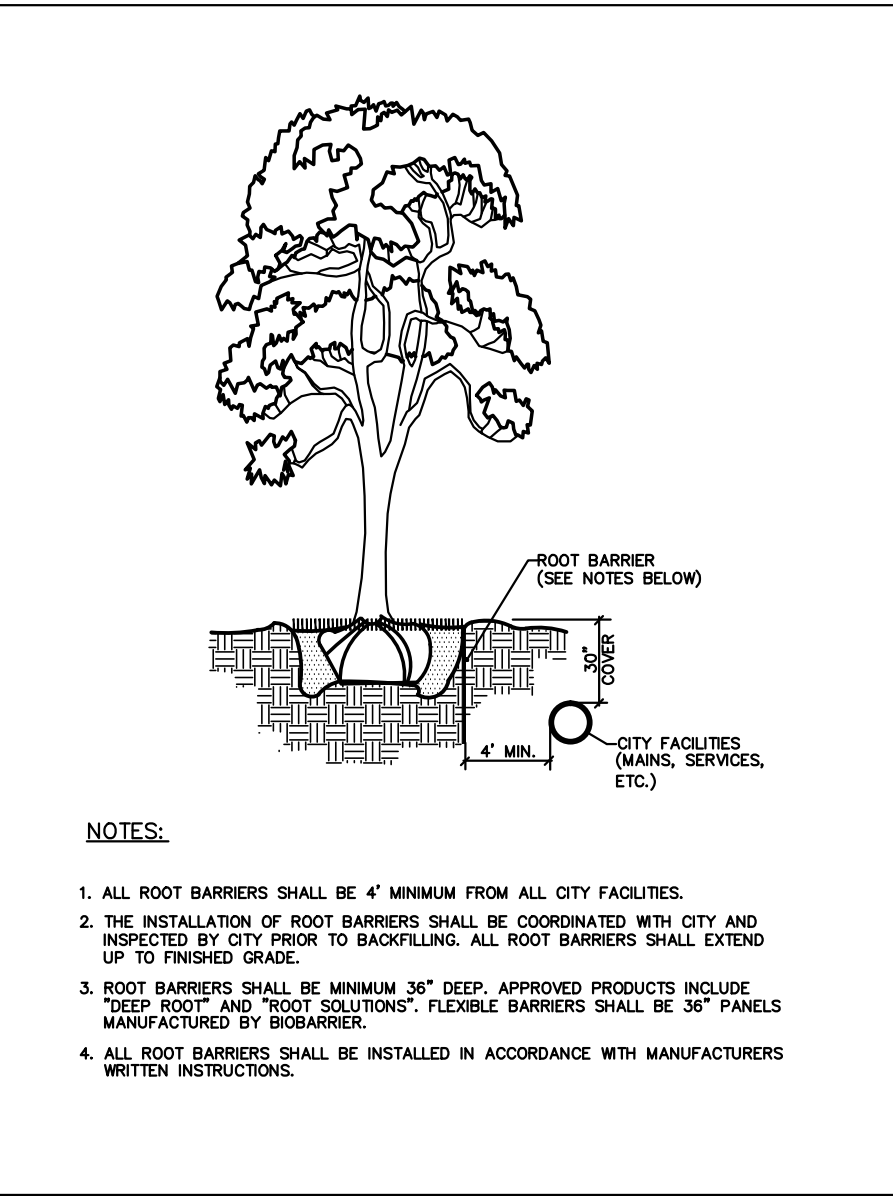 ROOT BARRIER
(SEE NOTES BELOW)
30"
COVER
4' MIN.
CITY FACILITIES
(MAINS, SERVICES,
ETC.)
NOTES:
1. ALL ROOT BARRIERS SHALL BE 4' MINIMUM FROM ALL CITY FACILITIES.
2. THE INSTALLATION OF ROOT BARRIERS SHALL BE COORDINATED WITH CITY AND
INSPECTED BY CITY PRIOR TO BACKFILLING. ALL ROOT BARRIERS SHALL EXTEND
UP TO FINISHED GRADE.
3. ROOT BARRIERS SHALL BE MINIMUM 36" DEEP. APPROVED PRODUCTS INCLUDE
"DEEP ROOT" AND "ROOT SOLUTIONS". FLEXIBLE BARRIERS SHALL BE 36" PANELS
MANUFACTURED BY BIOBARRIER.
4. ALL ROOT BARRIERS SHALL BE INSTALLED IN ACCORDANCE WITH MANUFACTURERS
WRITTEN INSTRUCTIONS.